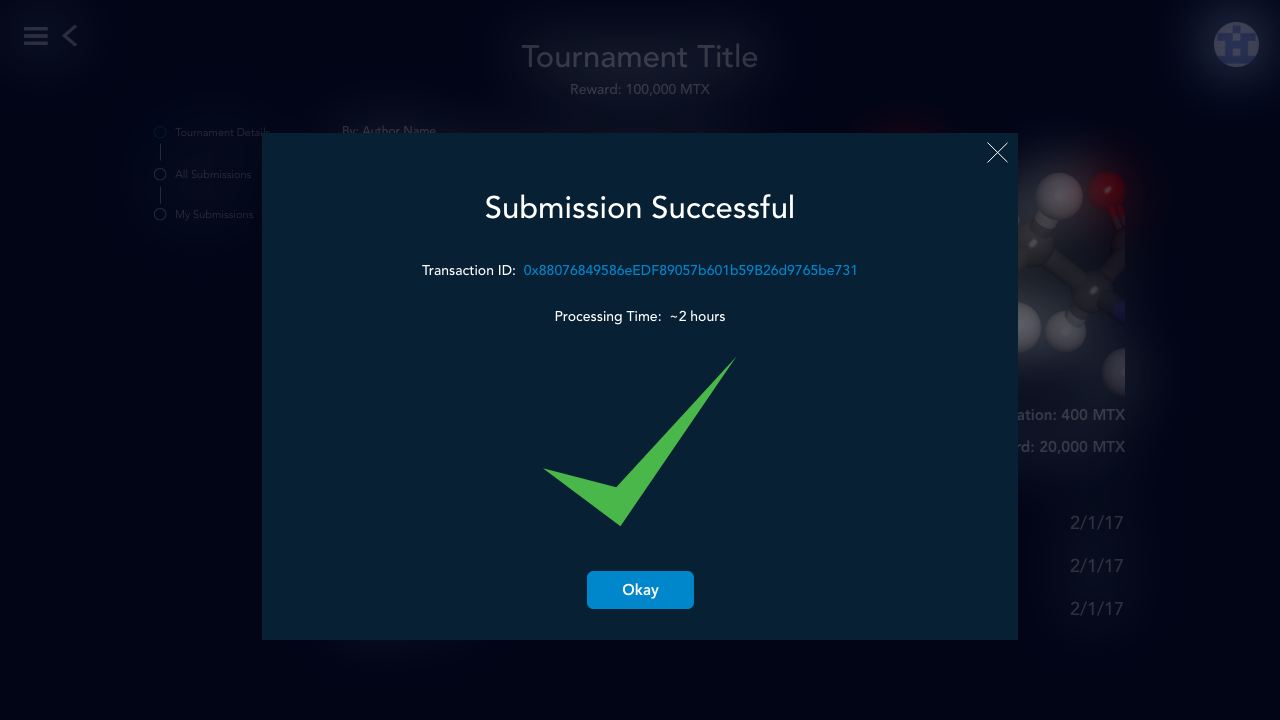 Tournament Title
Reward: 100,000 MTX
Tournament Details
By: Author Name
All Submissions
My Submissions
Submission Successful
Transaction ID: 0x88076849586eEDF89057b601b59B26d9765be731
Processing Time: ~2 hours
ation: 400 MTX
rd: 20,000 MTX
2/1/17
2/1/17
2/1/17
Okay